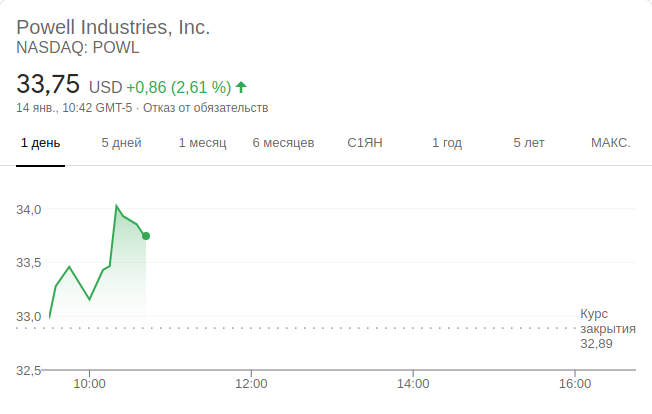 Powell Industries, Inc.
NASDAQ: POWL
33,75 USD +0,86 (2,61 %)
14 янв., 10:42 GMT-5 · Отказ от обязательств
1 день 5 дней 1 месяц 6 месяцев С1ЯН 1 год 5 лет МАКС.
34,0
33,5
33,0
Курс
закрытия
32,89
32,5
10:00 12:00 14:00 16:00